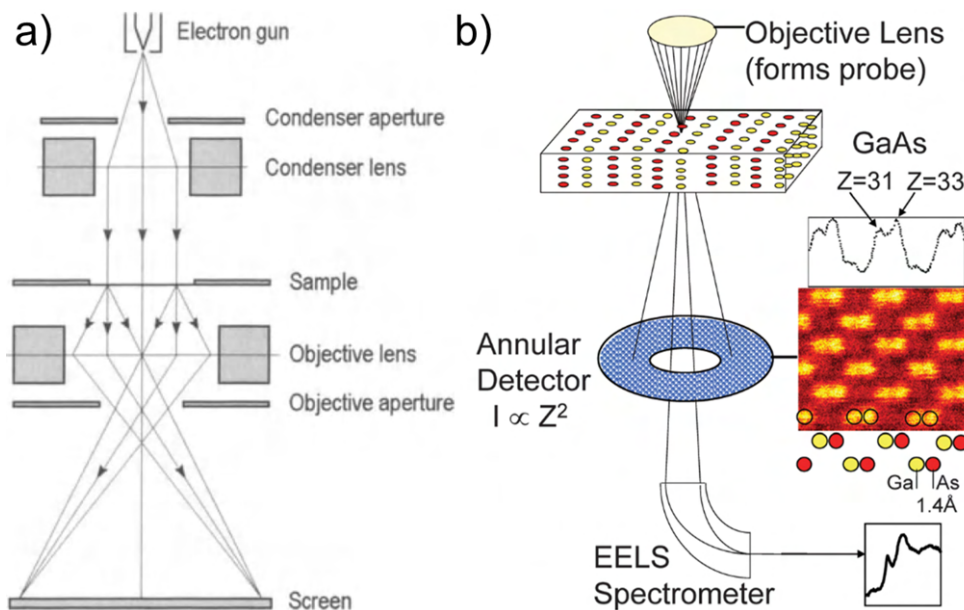 a)
Electron gun
Condenser aperture
Condenser lens
Sample
Objective lens
Objective aperture
Screen
b)
Objective Lens
(forms probe)
GaAs
Z=31 Z=33
Annular
Detector
I ∝ Z²
Ga As
1.4Å
EELS
Spectrometer